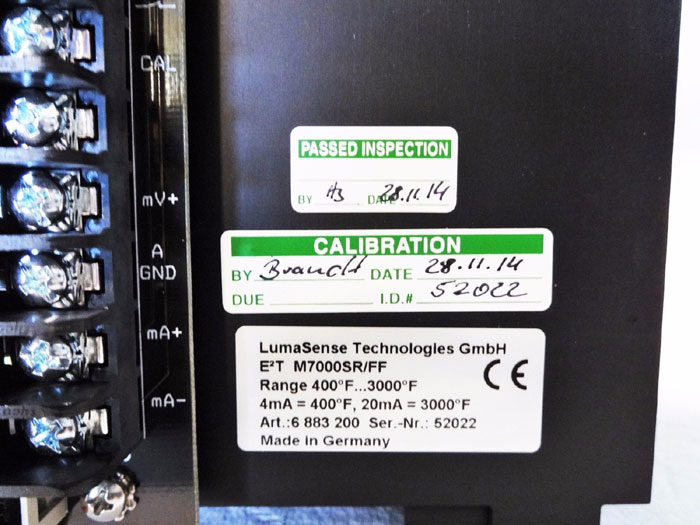 CAL
mV+
A
GND
mA+
mA-
PASSED INSPECTION
BY DATE 28.11.14
CALIBRATION
BY Brandt DATE 28.11.14
DUE I.D.# 52022
LumaSense Technologies GmbH
E²T M7000SR/FF
Range 400°F...3000°F
4mA = 400°F, 20mA = 3000°F
Art.:6 883 200 Ser.-Nr.: 52022
Made in Germany
CE